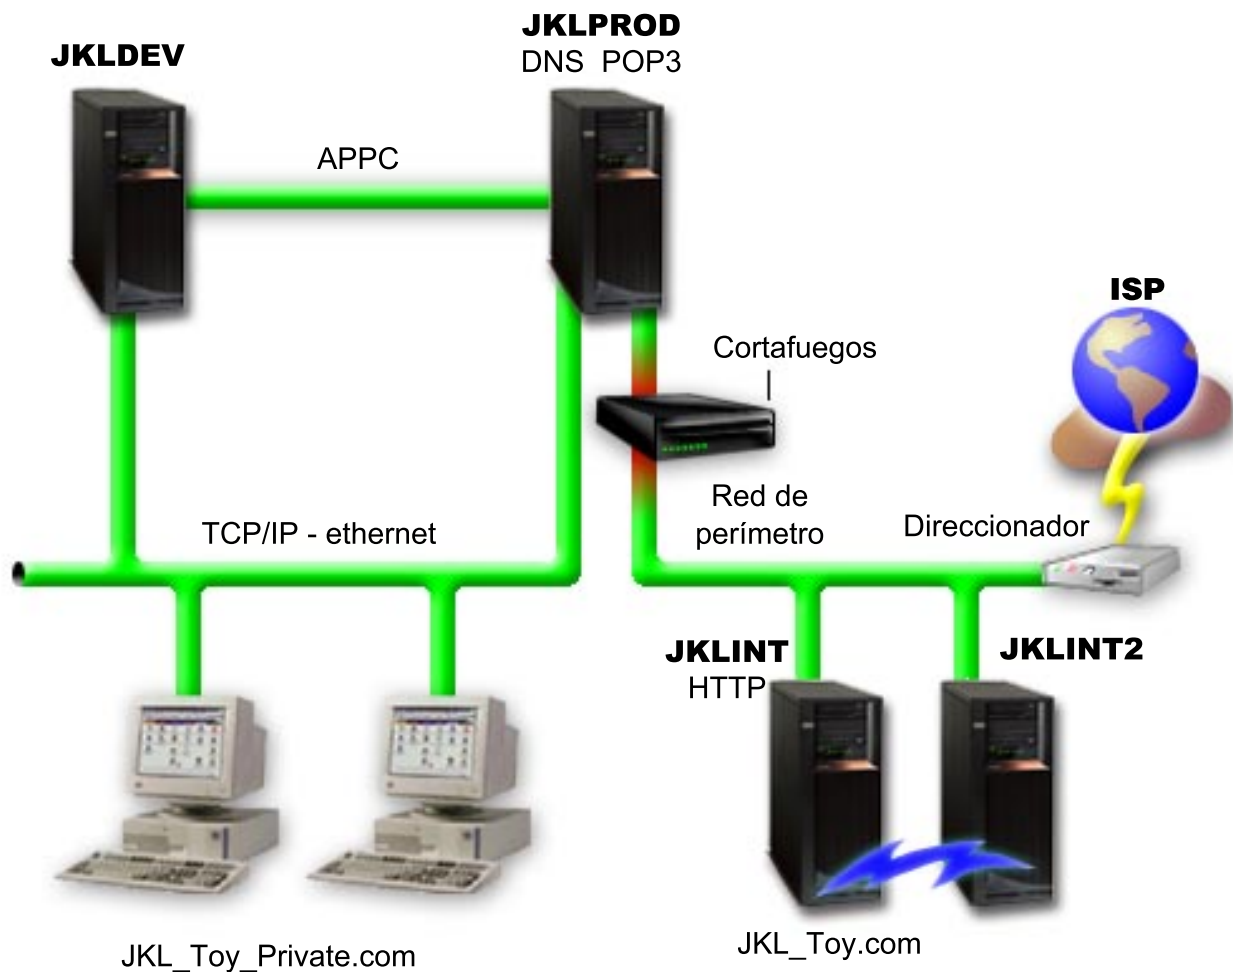 JKLPROD
DNS POP3
JKLDEV
APPC
ISP
Cortafuegos
Red de
perímetro
Direccionador
TCP/IP - ethernet
JKLINT
HTTP
JKLINT2
JKL_Toy_Private.com
JKL_Toy.com